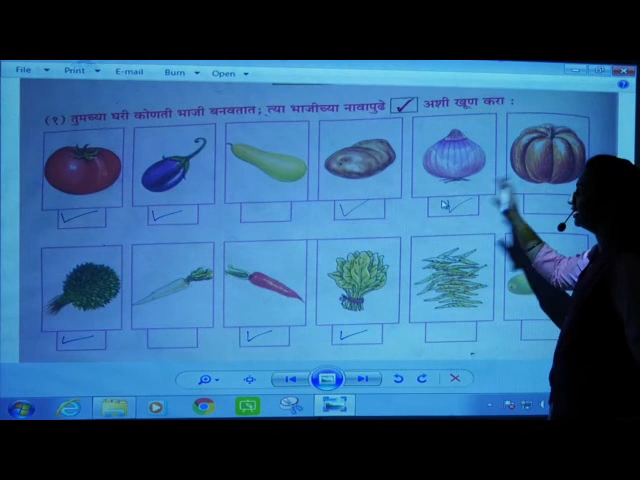 File Print E-mail Burn Open
(१) तुमच्या घरी कोणती भाजी बनवतात; त्या भाजीच्या नावापुढे ✓ अशी खूण करा :